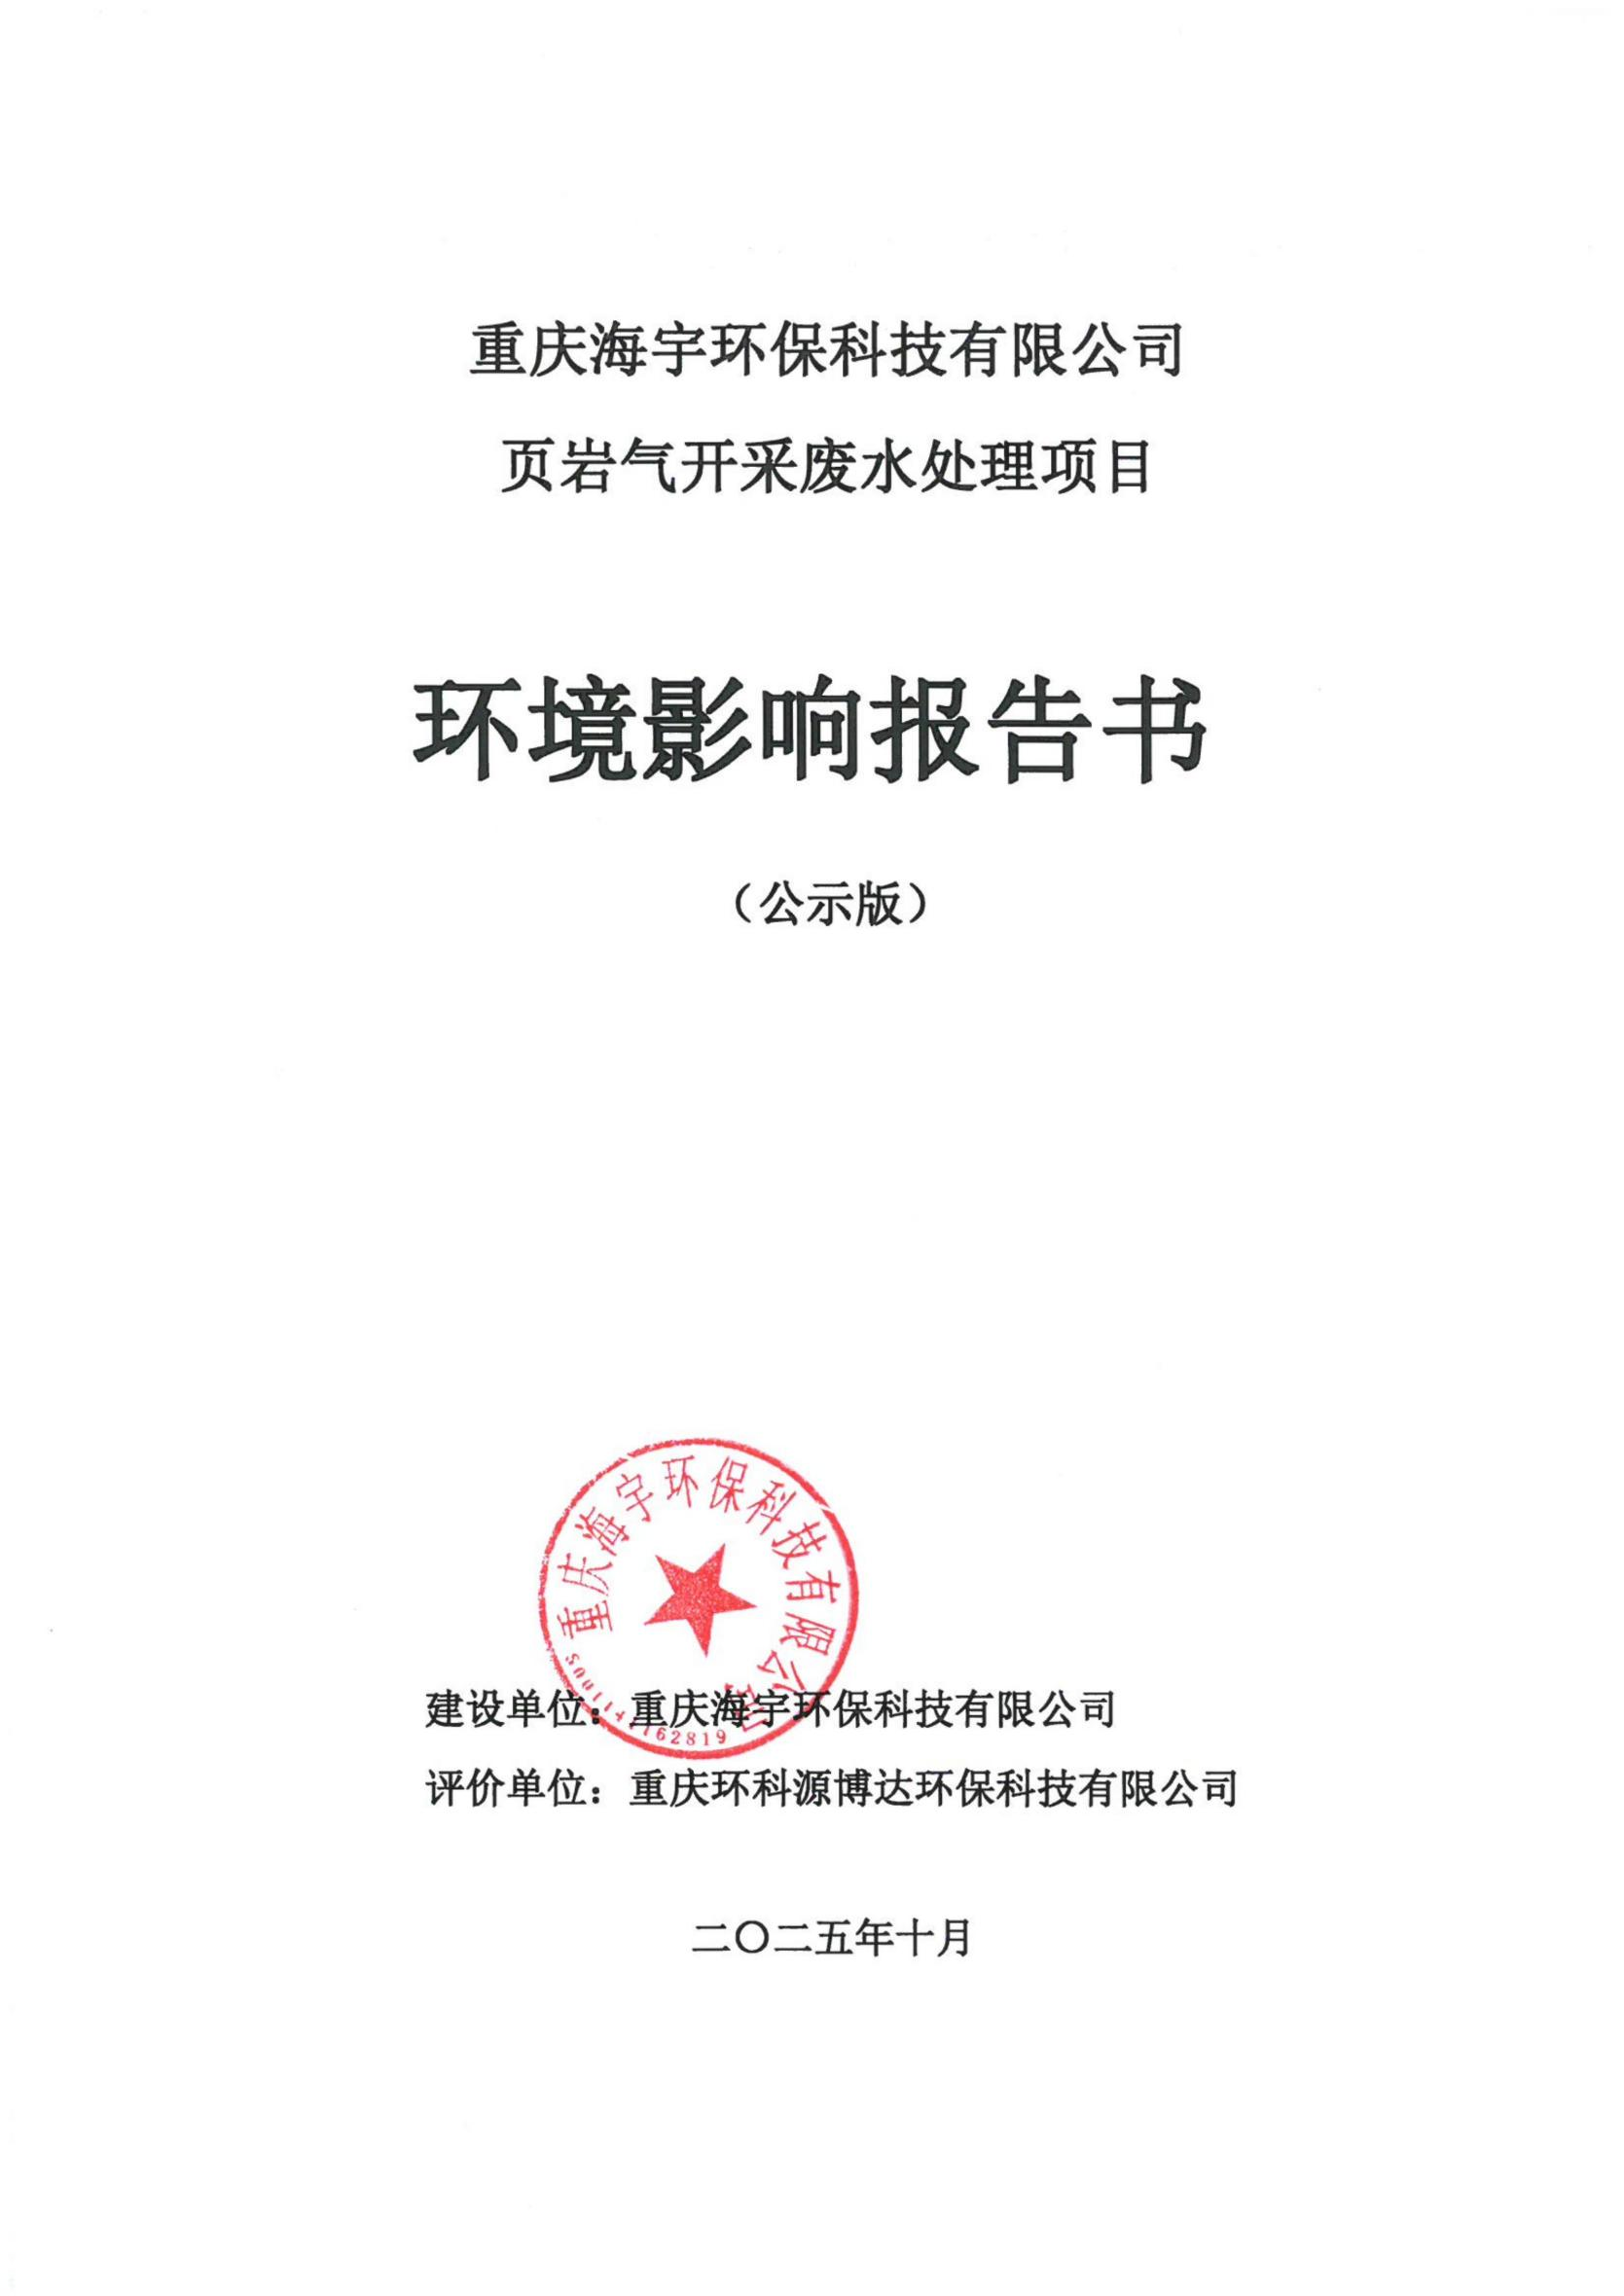 重庆海宇环保科技有限公司
页岩气开采废水处理项目
环境影响报告书
（公示版）
重庆海宇环保科技有限公司
建设单位：重庆海宇环保科技有限公司
评价单位：重庆环科源博达环保科技有限公司
二〇二五年十月